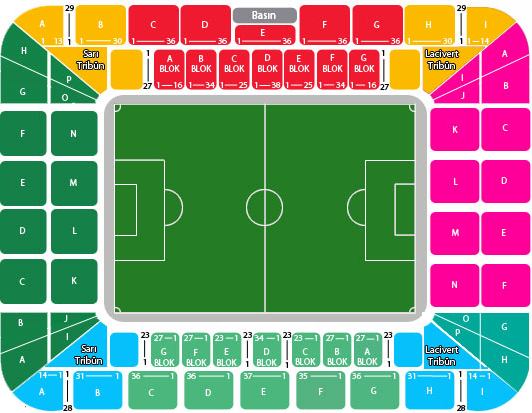 29
A
B
C
D
Basın
E
F
G
H
29
I
1 13
1
1 — 30
1 — 36
1 — 36
1 — 36
1 — 36
1 — 36
1 — 30
1
1 — 14
H
Sarı
Tribün
1
27
A
BLOK
1 — 16
B
BLOK
1 — 34
C
BLOK
1 — 25
D
BLOK
1 — 38
E
BLOK
1 — 25
F
BLOK
1 — 34
G
BLOK
1 — 16
1
27
Lacivert
Tribün
A
G
P
O
I
J
B
F
N
K
C
E
M
L
D
D
L
M
E
C
K
N
F
B
J
I
A
O
P
G
H
Sarı
Tribün
23
1
27 — 1
G
BLOK
27 — 1
F
BLOK
23 — 1
E
BLOK
23
1
34 — 1
D
BLOK
23
1
23 — 1
C
BLOK
27 — 1
B
BLOK
27 — 1
A
BLOK
23
1
Lacivert
Tribün
14 — 1
1
31 — 1
36 — 1
36 — 1
37 — 1
35 — 1
36 — 1
31 — 1
1
14 — 1
A
28
B
C
D
E
F
G
H
28
I